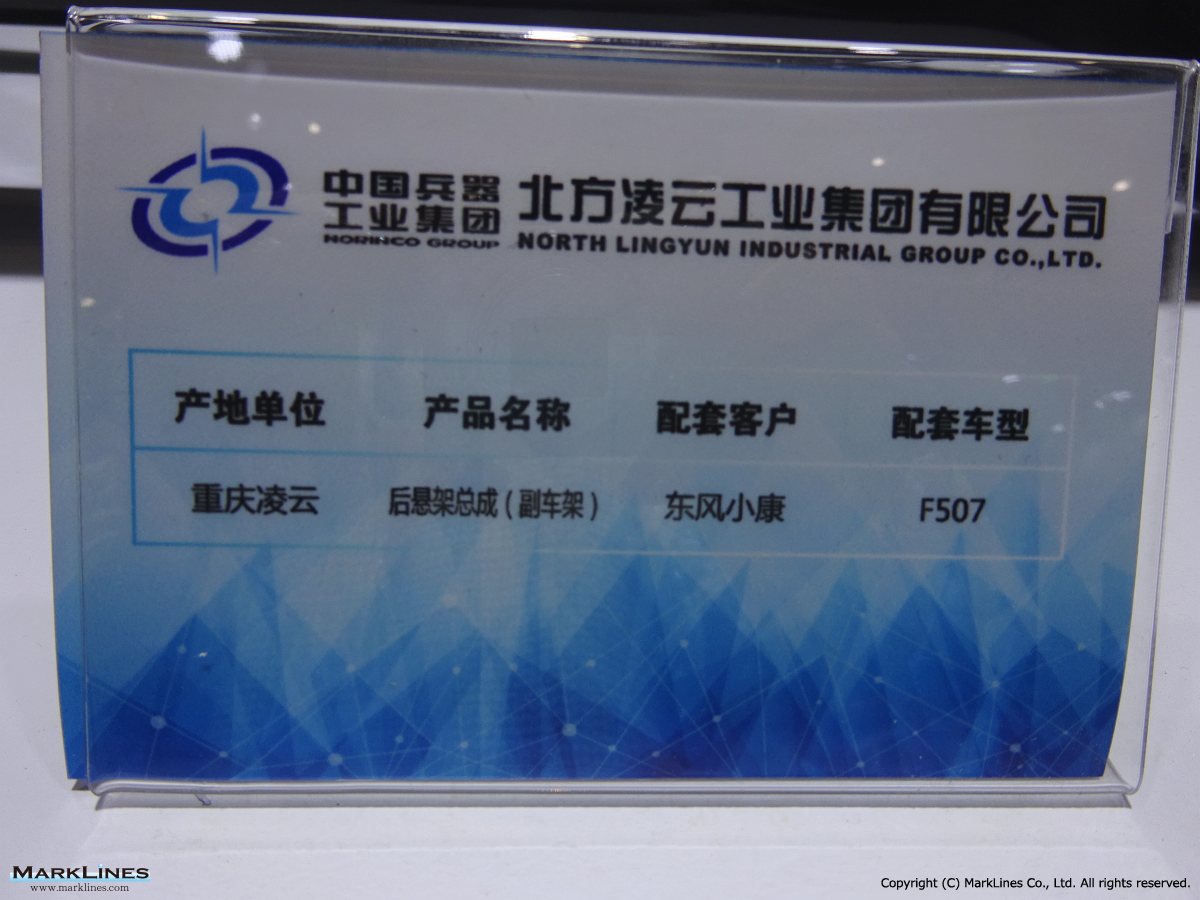 中国兵器
工业集团
NORINCO GROUP
北方凌云工业集团有限公司
NORTH LINGYUN INDUSTRIAL GROUP CO.,LTD.
产地单位 产品名称 配套客户 配套车型
重庆凌云 后悬架总成(副车架) 东风小康 F507
MARKLINES
www.marklines.com
Copyright (C) MarkLines Co., Ltd. All rights reserved.